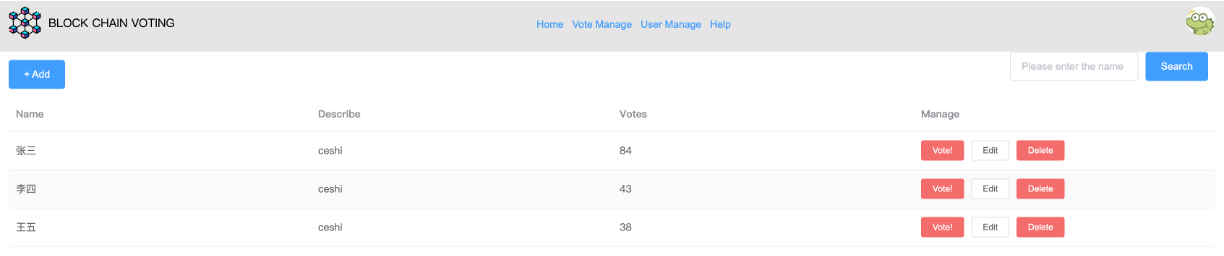 BLOCK CHAIN VOTING
Home Vote Manage User Manage Help
+ Add
Please enter the name Search
Name Describe Votes Manage
张三 ceshi 84 Vote! Edit Delete
李四 ceshi 43 Vote! Edit Delete
王五 ceshi 38 Vote! Edit Delete